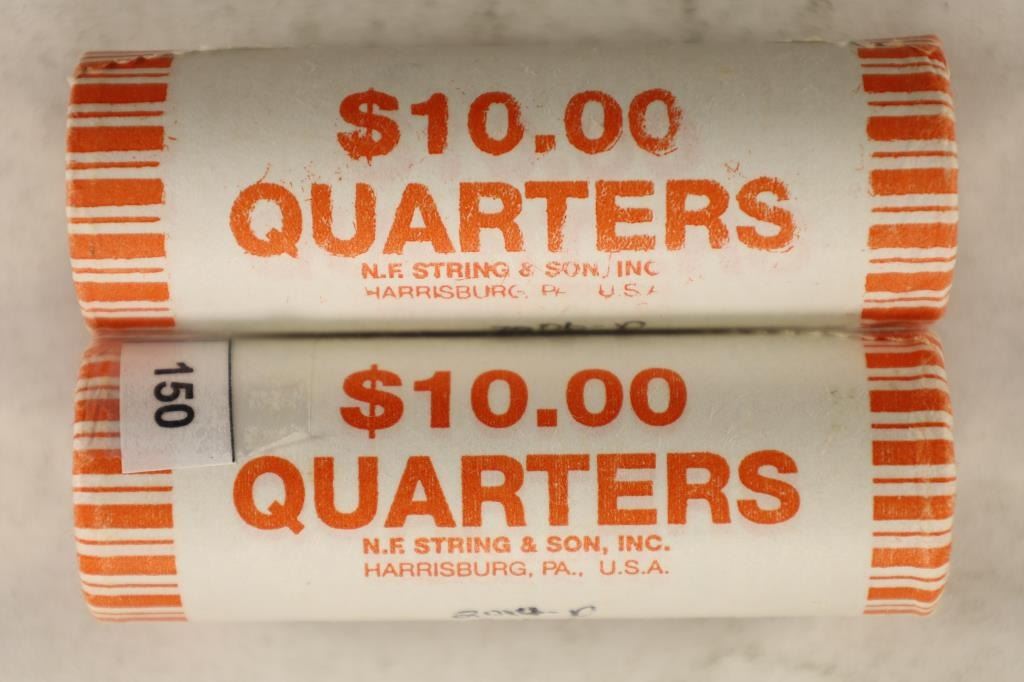 $10.00
QUARTERS
N.F. STRING & SON, INC
HARRISBURG, PA U.S.A
150
$10.00
QUARTERS
N.F. STRING & SON, INC.
HARRISBURG, PA., U.S.A.